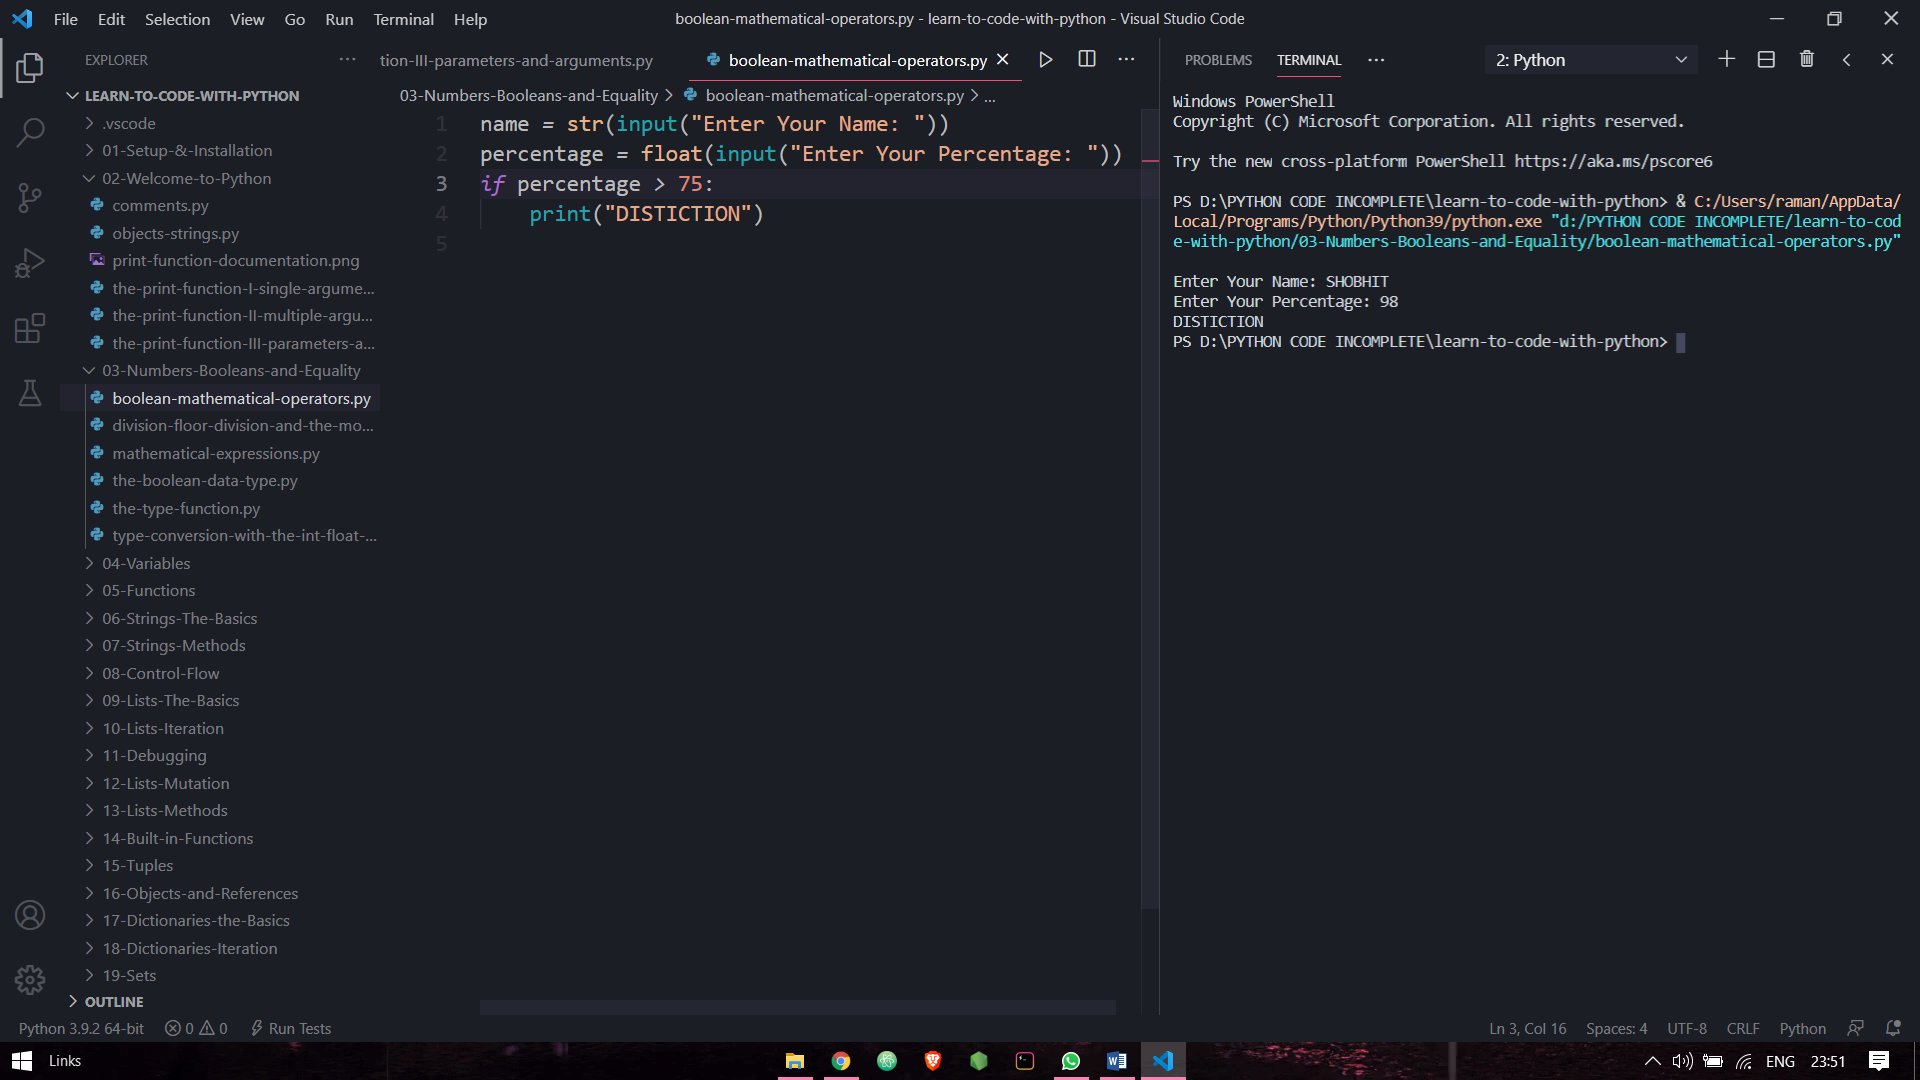 File Edit Selection View Go Run Terminal Help
boolean-mathematical-operators.py - learn-to-code-with-python - Visual Studio Code
EXPLORER
LEARN-TO-CODE-WITH-PYTHON
.vscode
01-Setup-&-Installation
02-Welcome-to-Python
comments.py
objects-strings.py
print-function-documentation.png
the-print-function-I-single-argume...
the-print-function-II-multiple-argu...
the-print-function-III-parameters-a...
03-Numbers-Booleans-and-Equality
boolean-mathematical-operators.py
division-floor-division-and-the-mo...
mathematical-expressions.py
the-boolean-data-type.py
the-type-function.py
type-conversion-with-the-int-float-...
04-Variables
05-Functions
06-Strings-The-Basics
07-Strings-Methods
08-Control-Flow
09-Lists-The-Basics
10-Lists-Iteration
11-Debugging
12-Lists-Mutation
13-Lists-Methods
14-Built-in-Functions
15-Tuples
16-Objects-and-References
17-Dictionaries-the-Basics
18-Dictionaries-Iteration
19-Sets
OUTLINE
tion-III-parameters-and-arguments.py
boolean-mathematical-operators.py
03-Numbers-Booleans-and-Equality > boolean-mathematical-operators.py > ...
1 name = str(input("Enter Your Name: "))
2 percentage = float(input("Enter Your Percentage: "))
3 if percentage > 75:
4     print("DISTICTION")
5
PROBLEMS TERMINAL ... 2: Python
Windows PowerShell
Copyright (C) Microsoft Corporation. All rights reserved.
Try the new cross-platform PowerShell https://aka.ms/pscore6
PS D:\PYTHON CODE INCOMPLETE\learn-to-code-with-python> & C:/Users/raman/AppData/
Local/Programs/Python/Python39/python.exe "d:/PYTHON CODE INCOMPLETE/learn-to-cod
e-with-python/03-Numbers-Booleans-and-Equality/boolean-mathematical-operators.py"
Enter Your Name: SHOBHIT
Enter Your Percentage: 98
DISTICTION
PS D:\PYTHON CODE INCOMPLETE\learn-to-code-with-python>
Python 3.9.2 64-bit 0 0 Run Tests
Ln 3, Col 16 Spaces: 4 UTF-8 CRLF Python
Links
ENG 23:51